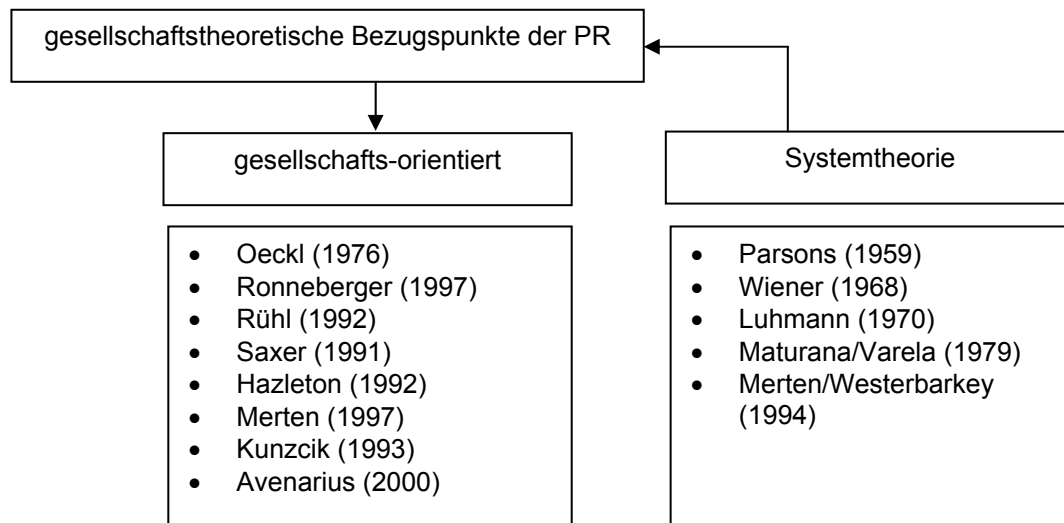 gesellschaftstheoretische Bezugspunkte der PR
gesellschafts-orientiert
• Oeckl (1976)
• Ronneberger (1997)
• Rühl (1992)
• Saxer (1991)
• Hazleton (1992)
• Merten (1997)
• Kunzcik (1993)
• Avenarius (2000)
Systemtheorie
• Parsons (1959)
• Wiener (1968)
• Luhmann (1970)
• Maturana/Varela (1979)
• Merten/Westerbarkey
(1994)